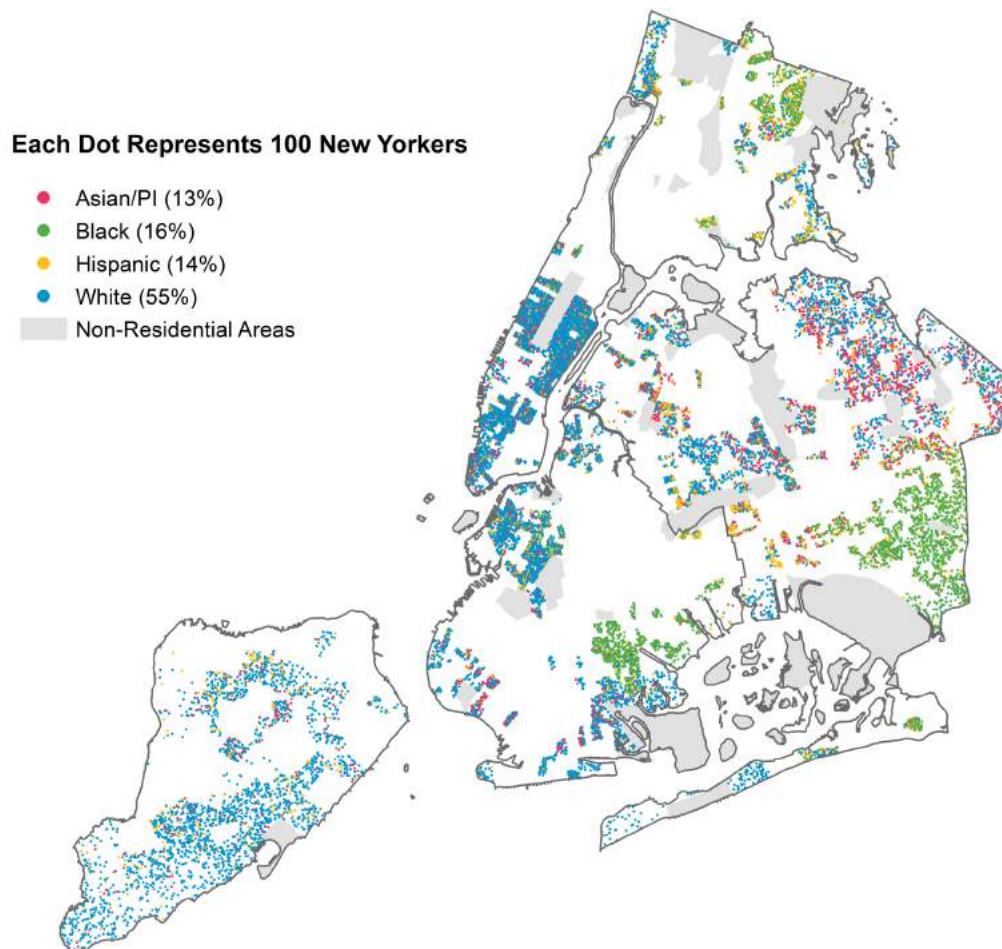 Each Dot Represents 100 New Yorkers
Asian/PI (13%)
Black (16%)
Hispanic (14%)
White (55%)
Non-Residential Areas